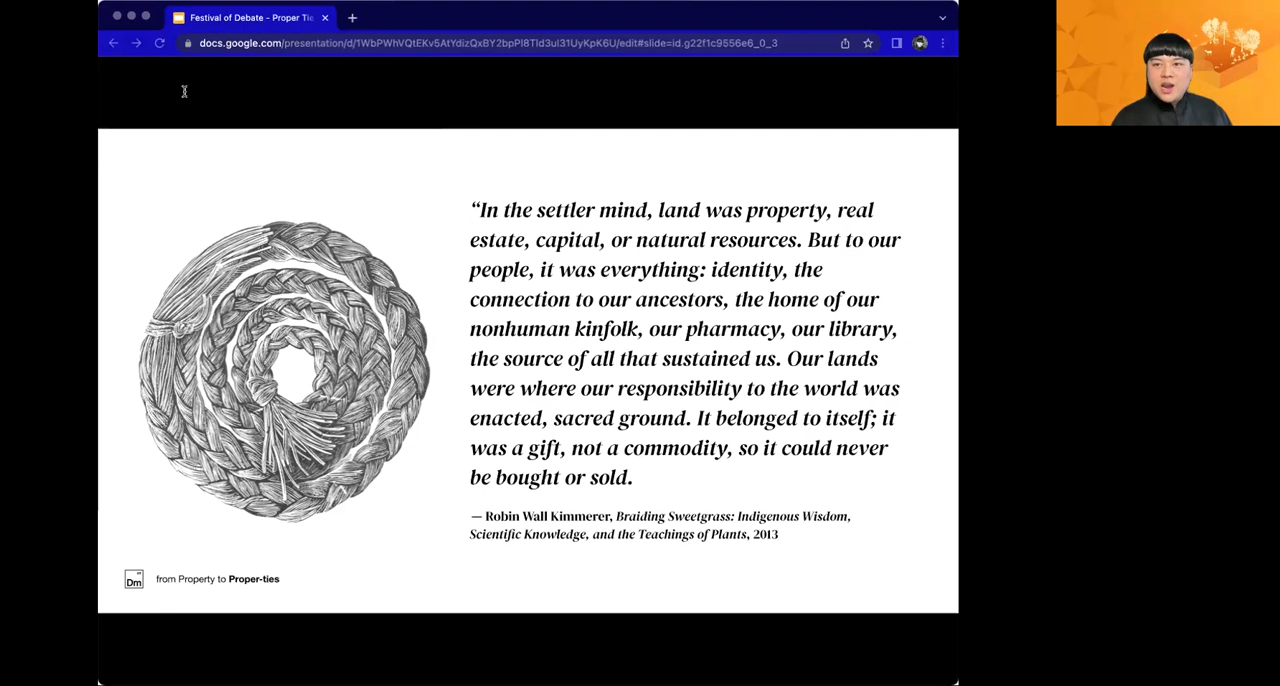 Festival of Debate - Proper Tie
docs.google.com/presentation/d/1WbPWhVQtEKv5AtYdizQxBY2bpPI8TId3uI31UyKpK6U/edit#slide=id.g22f1c9556e6_0_3
“In the settler mind, land was property, real
estate, capital, or natural resources. But to our
people, it was everything: identity, the
connection to our ancestors, the home of our
nonhuman kinfolk, our pharmacy, our library,
the source of all that sustained us. Our lands
were where our responsibility to the world was
enacted, sacred ground. It belonged to itself; it
was a gift, not a commodity, so it could never
be bought or sold.
— Robin Wall Kimmerer, Braiding Sweetgrass: Indigenous Wisdom,
Scientific Knowledge, and the Teachings of Plants, 2013
Dm
from Property to Proper-ties